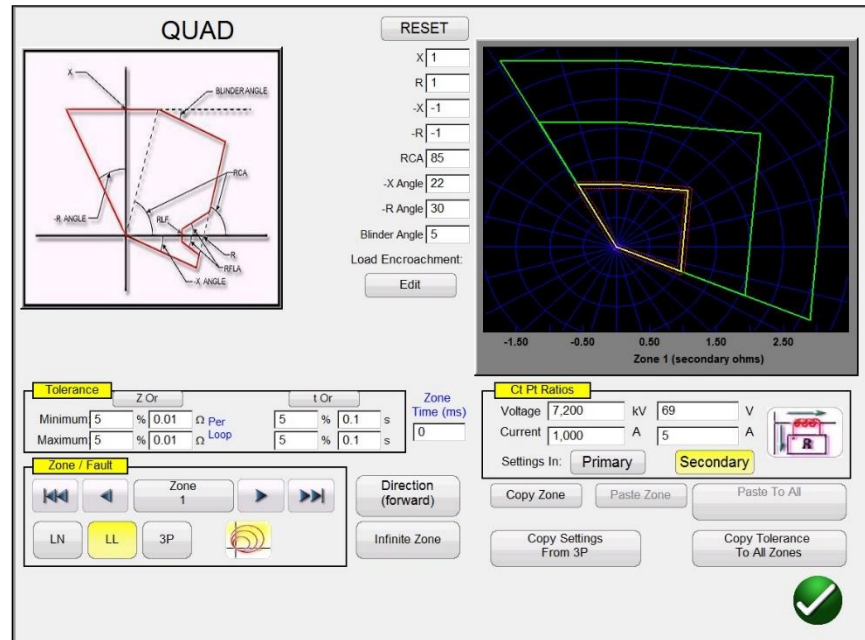 QUAD
RESET
X
BLINDER ANGLE
RCA
-R ANGLE
RLF
R
RFLA
-X ANGLE
X 1
R 1
-X -1
-R -1
RCA 85
-X Angle 22
-R Angle 30
Blinder Angle 5
Load Encroachment:
Edit
-1.50 -0.50 0.50 1.50 2.50
Zone 1 (secondary ohms)
Tolerance
Z Or t Or
Minimum 5 % 0.01 Ω Per 5 % 0.1 s
Maximum 5 % 0.01 Ω Loop 5 % 0.1 s
Zone
Time (ms)
0
Ct Pt Ratios
Voltage 7,200 kV 69 V
Current 1,000 A 5 A
R
Settings In: Primary Secondary
Zone / Fault
Zone
1
LN LL 3P
Direction
(forward)
Infinite Zone
Copy Zone Paste Zone Paste To All
Copy Settings
From 3P
Copy Tolerance
To All Zones